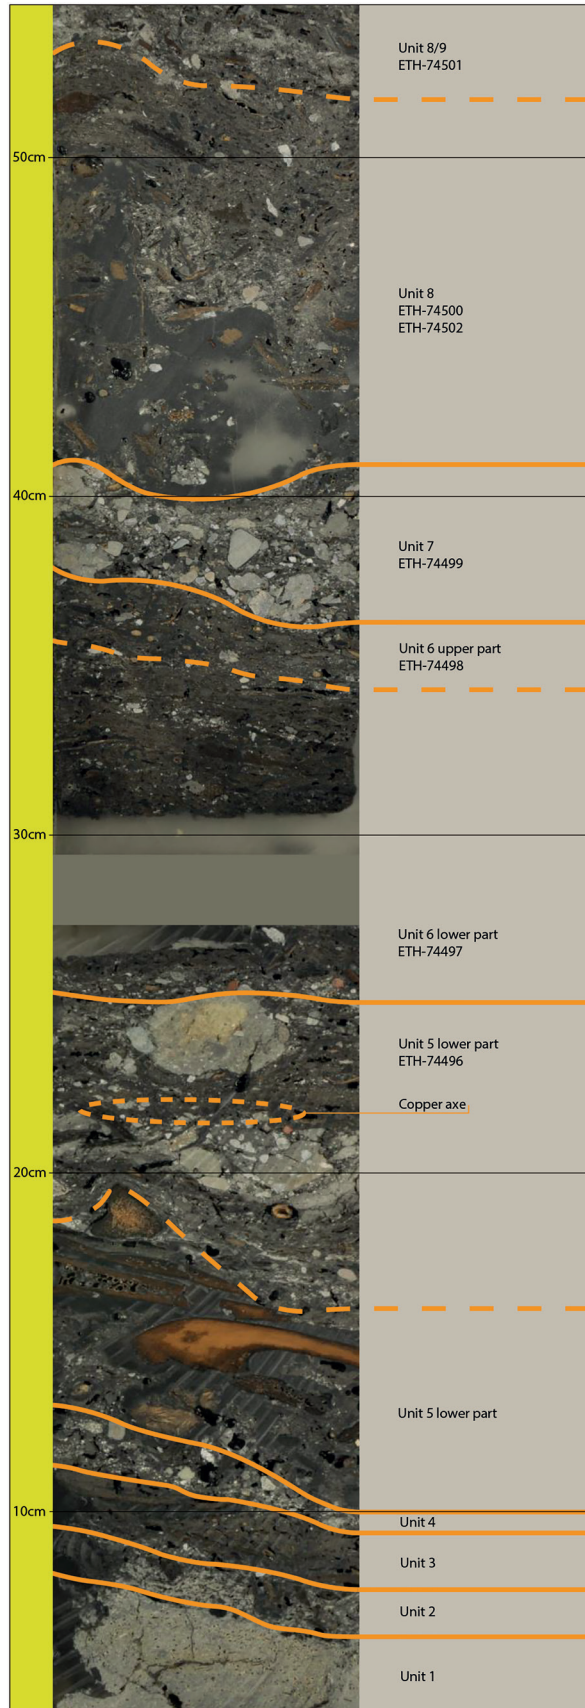 Unit 8/9
ETH-74501
50cm
Unit 8
ETH-74500
ETH-74502
40cm
Unit 7
ETH-74499
Unit 6 upper part
ETH-74498
30cm
Unit 6 lower part
ETH-74497
Unit 5 lower part
ETH-74496
Copper axe
20cm
Unit 5 lower part
10cm
Unit 4
Unit 3
Unit 2
Unit 1